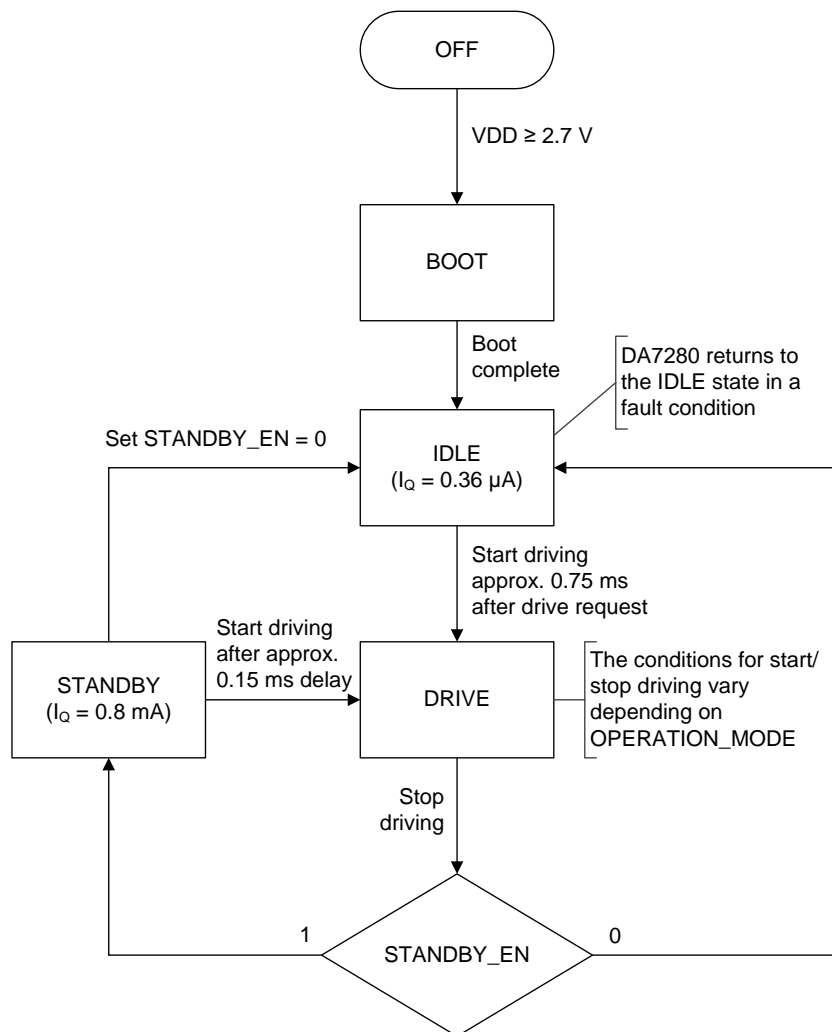 OFF
VDD ≥ 2.7 V
BOOT
Boot
complete
DA7280 returns to
the IDLE state in a
fault condition
Set STANDBY_EN = 0
IDLE
(IQ = 0.36 µA)
Start driving
approx. 0.75 ms
after drive request
Start driving
after approx.
0.15 ms delay
STANDBY
(IQ = 0.8 mA)
DRIVE
The conditions for start/
stop driving vary
depending on
OPERATION_MODE
Stop
driving
1
STANDBY_EN
0